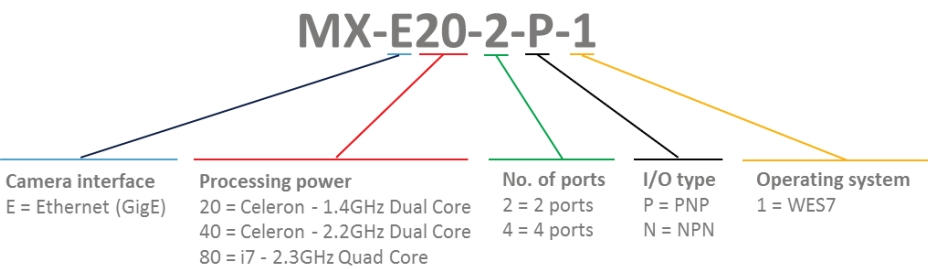 MX-E20-2-P-1
Camera interface
E = Ethernet (GigE)
Processing power
20 = Celeron - 1.4GHz Dual Core
40 = Celeron - 2.2GHz Dual Core
80 = i7 - 2.3GHz Quad Core
No. of ports
2 = 2 ports
4 = 4 ports
I/O type
P = PNP
N = NPN
Operating system
1 = WES7